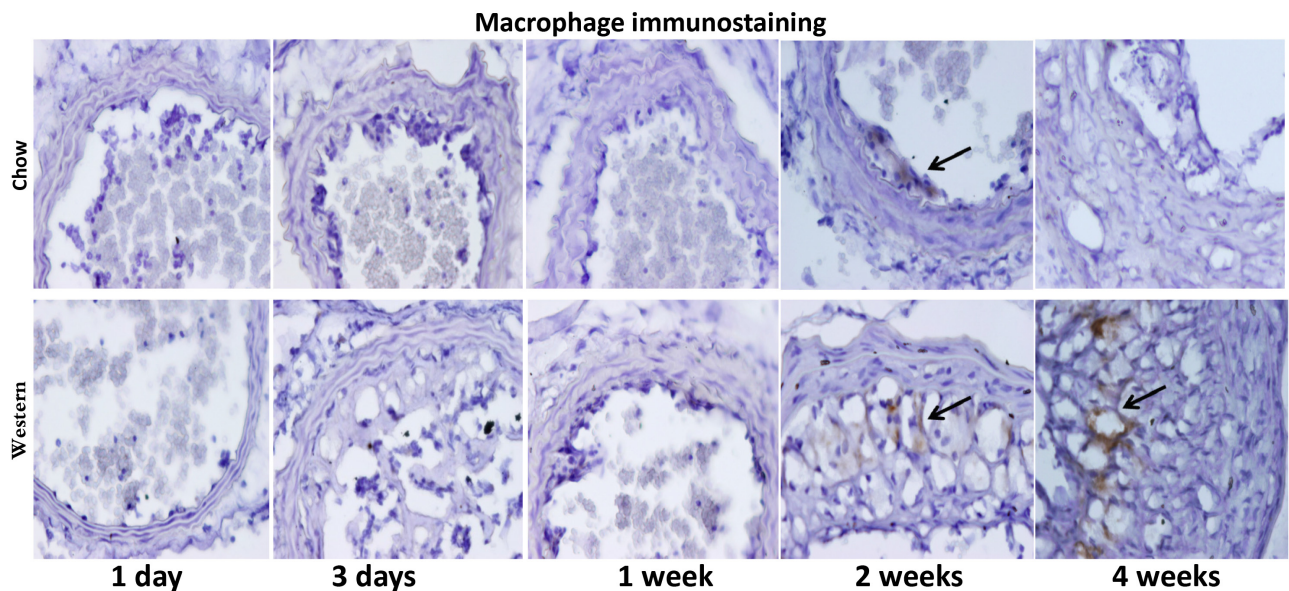 Macrophage immunostaining
Chow
Western
1 day
3 days
1 week
2 weeks
4 weeks